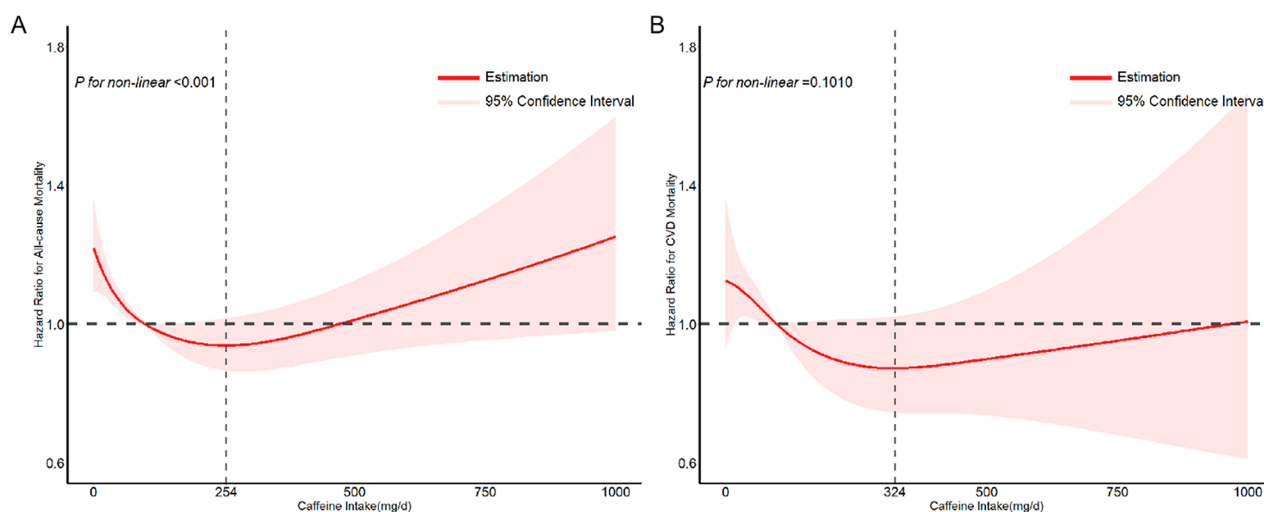 A
1.8
P for non-linear <0.001
Estimation
95% Confidence Interval
1.4
Hazard Ratio for All-cause Mortality
1.0
0.6
0 254 500 750 1000
Caffeine Intake(mg/d)
B
1.8
P for non-linear =0.1010
Estimation
95% Confidence Interva
1.4
Hazard Ratio for CVD Mortality
1.0
0.6
0 324 500 750 1000
Caffeine Intake(mg/d)